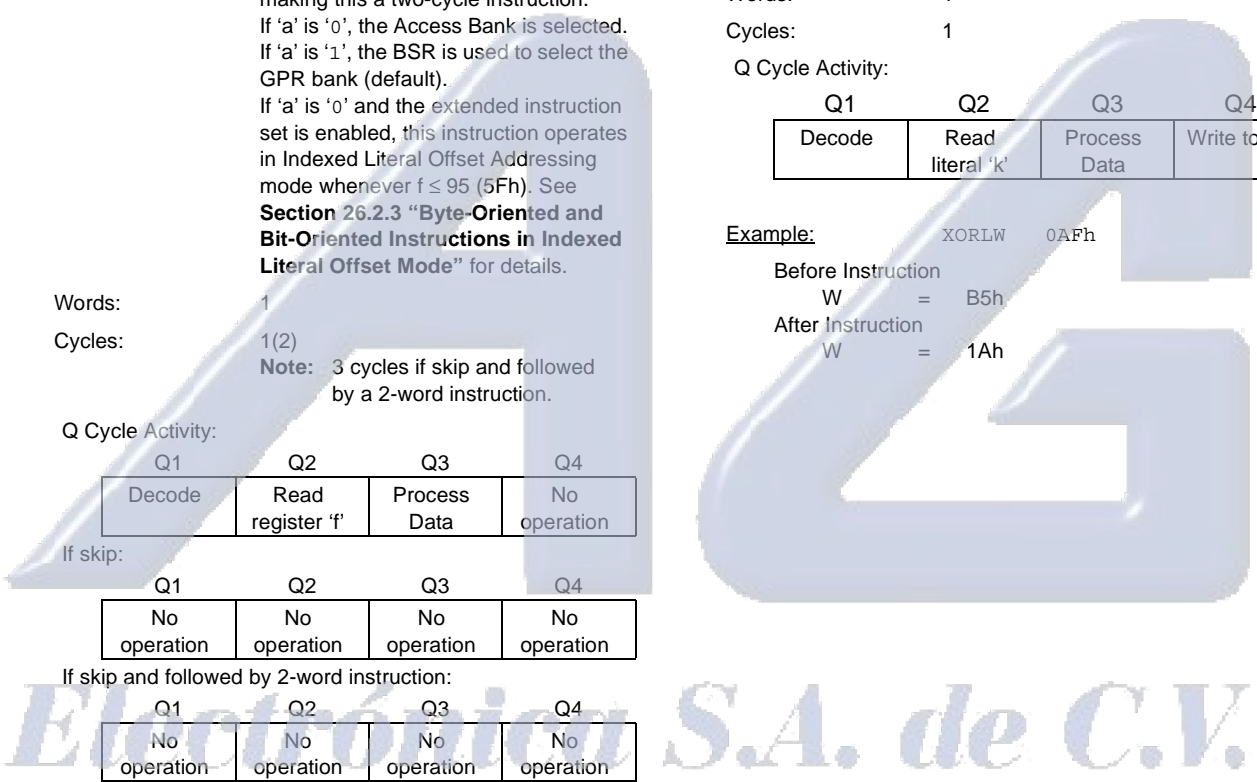 making this a two-cycle instruction.
If ‘a’ is ‘0’, the Access Bank is selected.
If ‘a’ is ‘1’, the BSR is used to select the
GPR bank (default).
If ‘a’ is ‘0’ and the extended instruction
set is enabled, this instruction operates
in Indexed Literal Offset Addressing
mode whenever f ≤ 95 (5Fh). See
Section 26.2.3 “Byte-Oriented and
Bit-Oriented Instructions in Indexed
Literal Offset Mode” for details.
Words: 1
Cycles: 1(2)
Note: 3 cycles if skip and followed
by a 2-word instruction.
Q Cycle Activity:
Q1 Q2 Q3 Q4
Decode Read Process No
register ‘f’ Data operation
If skip:
Q1 Q2 Q3 Q4
No No No No
operation operation operation operation
If skip and followed by 2-word instruction:
Q1 Q2 Q3 Q4
No No No No
operation operation operation operation
Words:
Cycles: 1
Q Cycle Activity:
Q1 Q2 Q3 Q4
Decode Read Process Write to
literal ‘k’ Data
Example: XORLW 0AFh
Before Instruction
W = B5h
After Instruction
W = 1Ah
Electrónica S.A. de C.V.